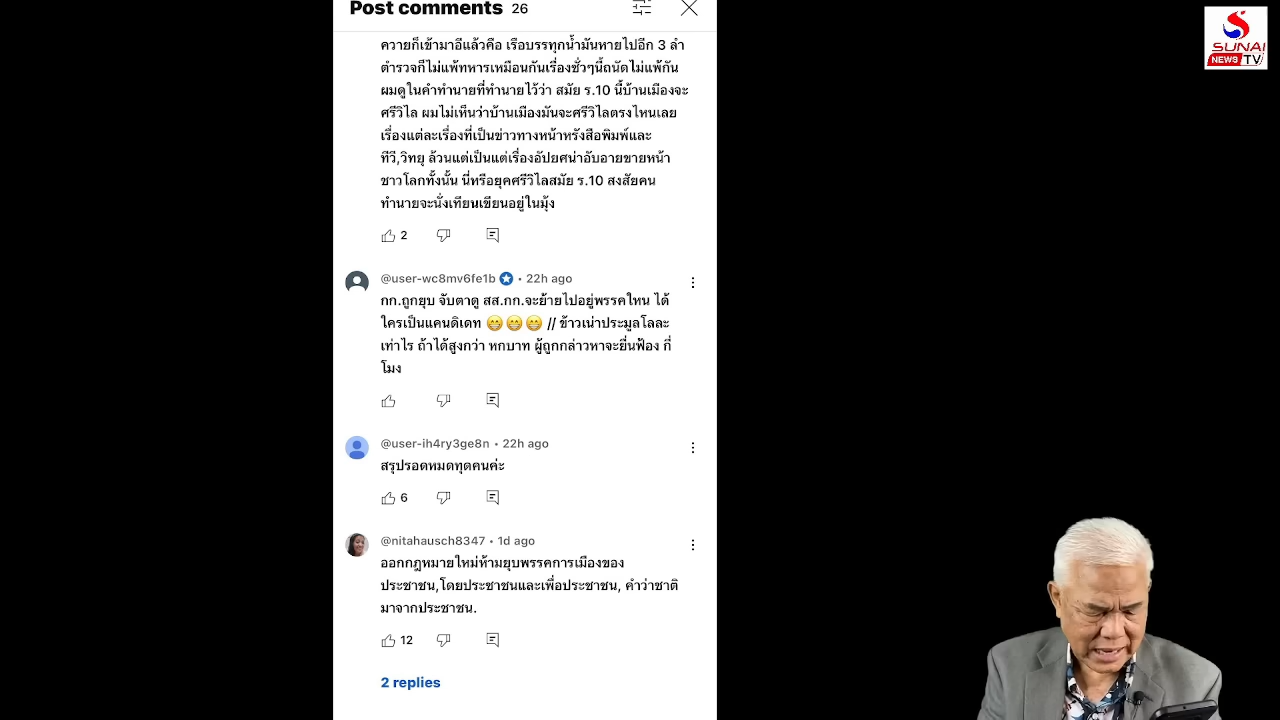 Post comments 26
SUNAI
NEWS TV
ควายก็เข้ามาอีแล้วคือ เรือบรรทุกน้ำมันหายไปอีก 3 ลำ
ตำรวจก็ไม่แพ้ทหารเหมือนกันเรื่องชั่วๆนี้ถนัดไม่แพ้กัน
ผมดูในคำทำนายที่ทำนายไว้ว่า สมัย ร.10 นี้บ้านเมืองจะ
ศรีวิไล ผมไม่เห็นว่าบ้านเมืองมันจะศรีวิไลตรงไหนเลย
เรื่องแต่ละเรื่องที่เป็นข่าวทางหน้าหรังสือพิมพ์และ
ทีวี,วิทยุ ล้วนแต่เป็นแต่เรื่องอัปยศน่าอับอายขายหน้า
ชาวโลกทั้งนั้น นี่หรือยุคศรีวิไลสมัย ร.10 สงสัยคน
ทำนายจะนั่งเทียนเขียนอยู่ในมุ้ง
2
@user-wc8mv6fe1b • 22h ago
กก.ถูกยุบ จับตาดู สส.กก.จะย้ายไปอยู่พรรคใหน ได้
ใครเป็นแคนดิเดท 😁😁😁 // ข้าวเน่าประมูลโลละ
เท่าไร ถ้าได้สูงกว่า หกบาท ผู้ถูกกล่าวหาจะยื่นฟ้อง กี่
โมง
@user-ih4ry3ge8n • 22h ago
สรุปรอดหมดทุตคนค่ะ
6
@nitahausch8347 • 1d ago
ออกกฎหมายใหม่ห้ามยุบพรรคการเมืองของ
ประชาชน,โดยประชาชนและเพื่อประชาชน, คำว่าชาติ
มาจากประชาชน.
12
2 replies